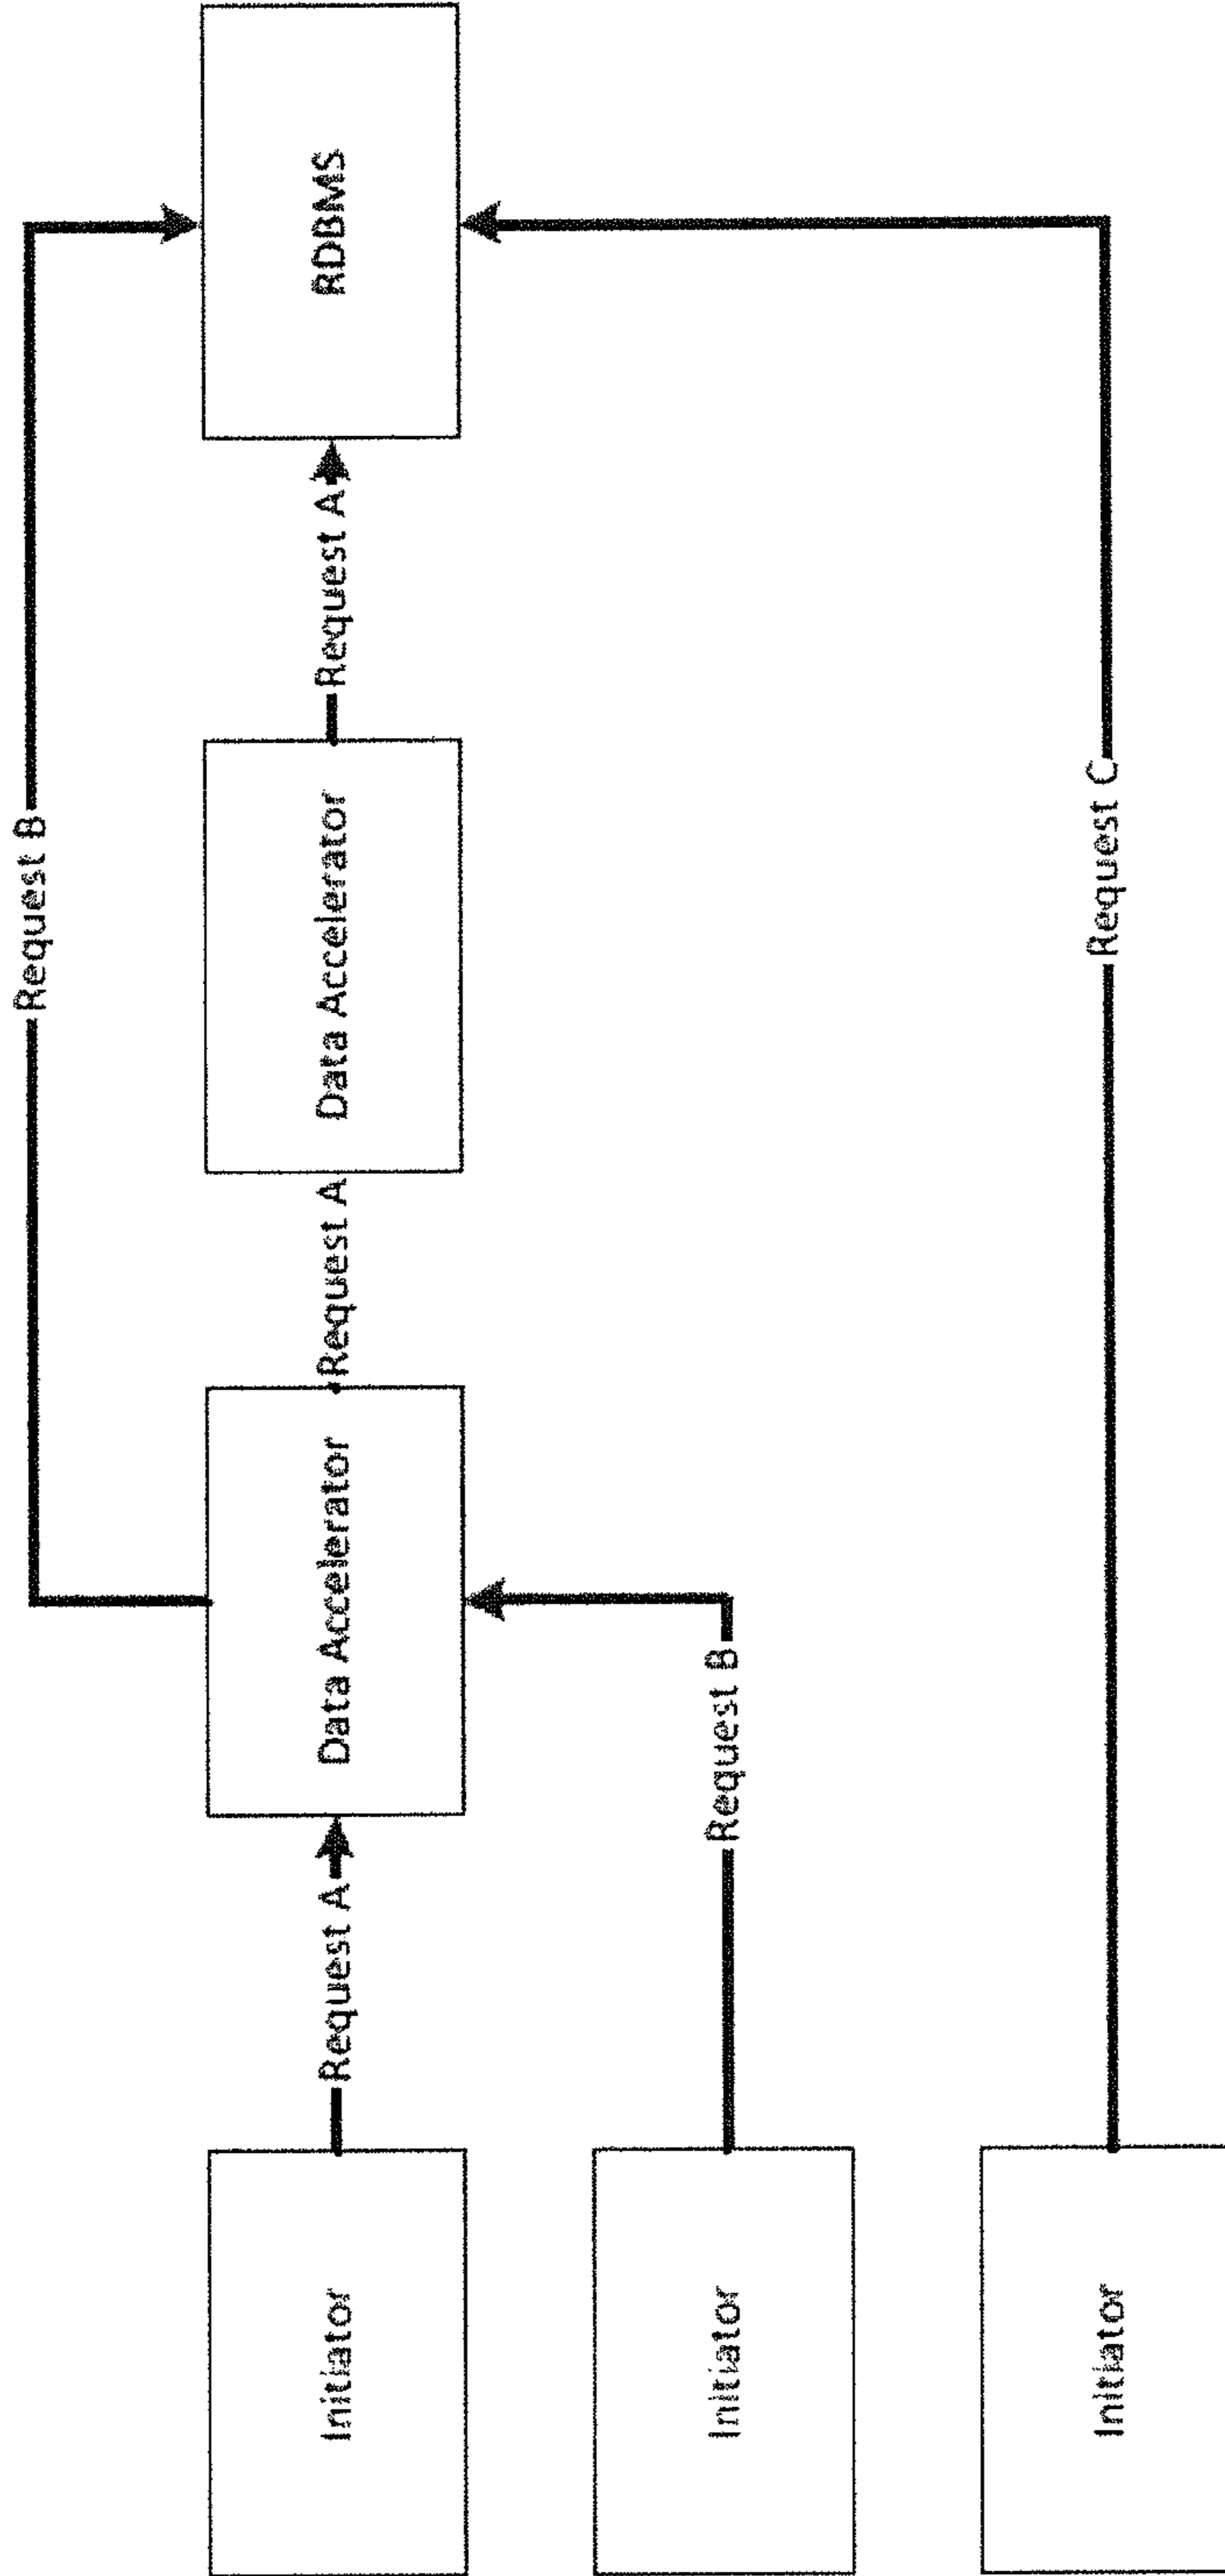 Request B
Initiator
Request A
Data Accelerator
Request A
Data Accelerator
Request A
RDBMS
Initiator
Request B
Initiator
Request C